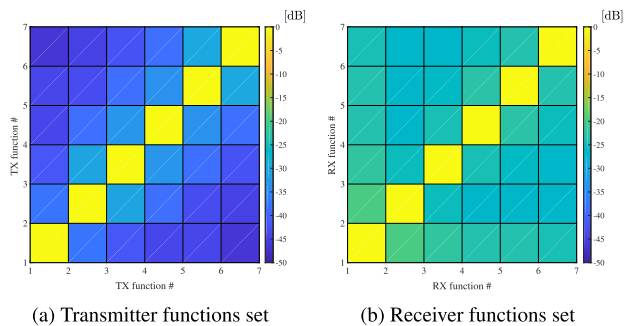 [dB] [dB]
7 0 7 0
-5 -5
6 6
-10 -10
-15 -15
5 5
-20 -20
TX function # 4 -25 RX function # 4 -25
-30 -30
3 3
-35 -35
-40 -40
2 2
-45 -45
1 -50 1 -50
1 2 3 4 5 6 7 1 2 3 4 5 6 7
TX function # RX function #
(a) Transmitter functions set (b) Receiver functions set